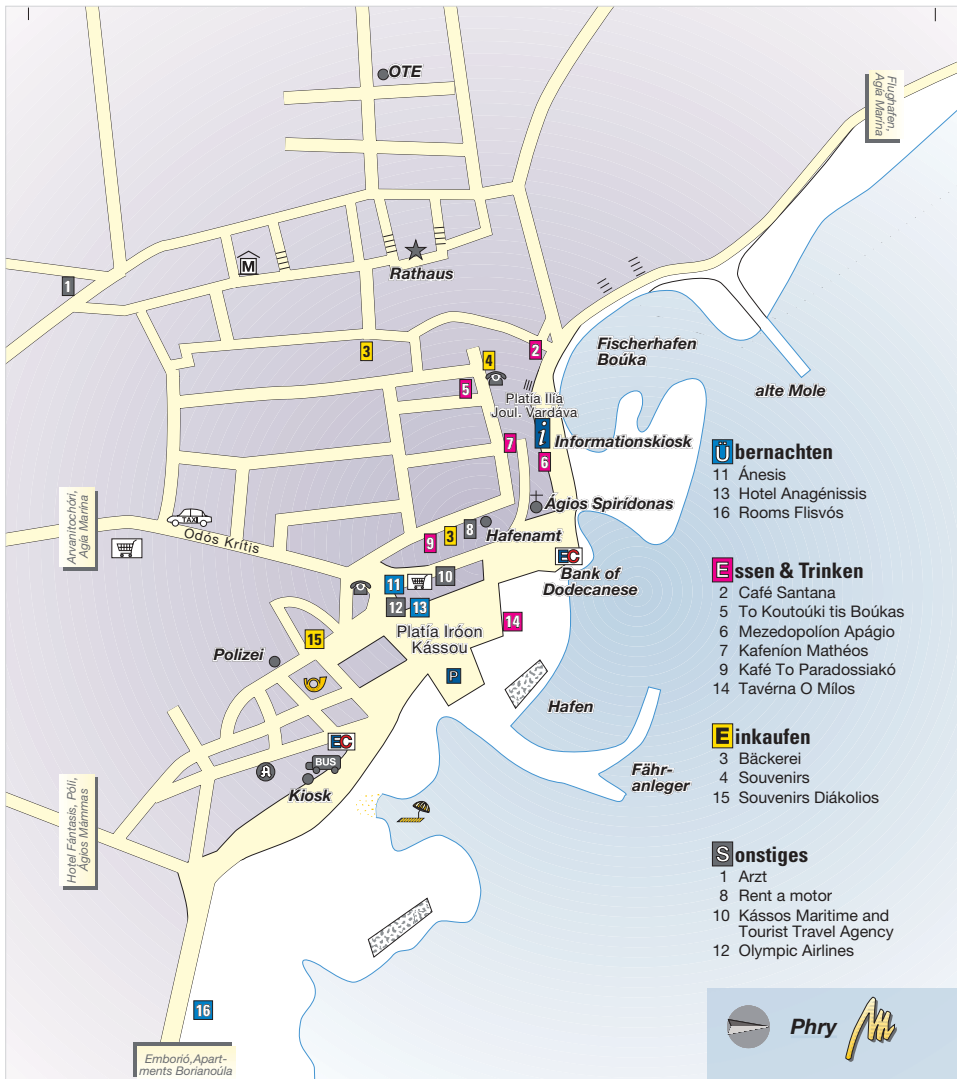 OTE
Flughafen,
Agía Marína
M
Rathaus
1
3
4
2
Fischerhafen
Boúka
alte Mole
5
Platía Ilía
Joul. Vardáva
i
7
Informationskiosk
6
Ágios Spirídonas
Arvanitochóri,
Agía Marína
TAXI
Odós Krítis
9
3
8
Hafenamt
EC
Bank of
Dodecanese
11
10
12
13
14
Platía Iróon
Kássou
15
Polizei
P
Hafen
EC
BUS
A
Kiosk
Fähr-
anleger
Hotel Fántasis, Pólí,
Ágios Mámmas
16
Emborió,Apart-
ments Borianoúla
Übernachten
11 Ánesis
13 Hotel Anagénissis
16 Rooms Flisvós
Essen & Trinken
2 Café Santana
5 To Koutoúki tis Boúkas
6 Mezedopolíon Apágio
7 Kafeníon Mathéos
9 Kafé To Paradossiakó
14 Tavérna O Mílos
Einkaufen
3 Bäckerei
4 Souvenirs
15 Souvenirs Diákolios
Sonstiges
1 Arzt
8 Rent a motor
10 Kássos Maritime and
Tourist Travel Agency
12 Olympic Airlines
Phry